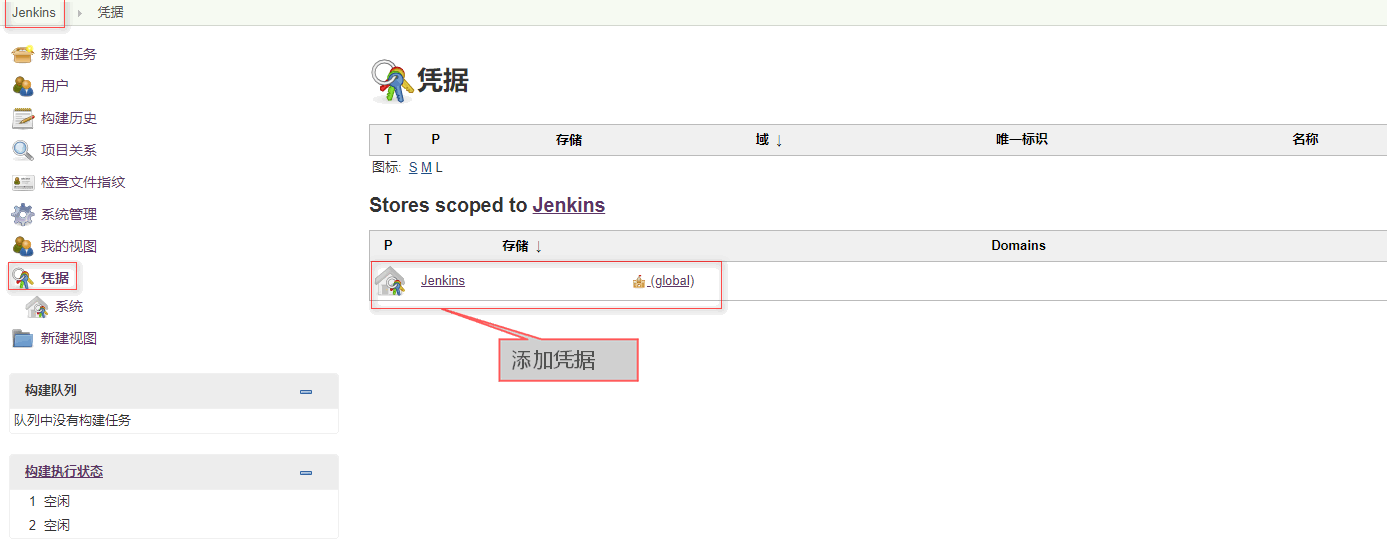 Jenkins 凭据
新建任务
用户
构建历史
项目关系
检查文件指纹
系统管理
我的视图
凭据
系统
新建视图
构建队列
队列中没有构建任务
构建执行状态
1 空闲
2 空闲
凭据
T P 存储 域 ↓ 唯一标识 名称
图标: S M L
Stores scoped to Jenkins
P 存储 ↓ Domains
Jenkins (global)
添加凭据